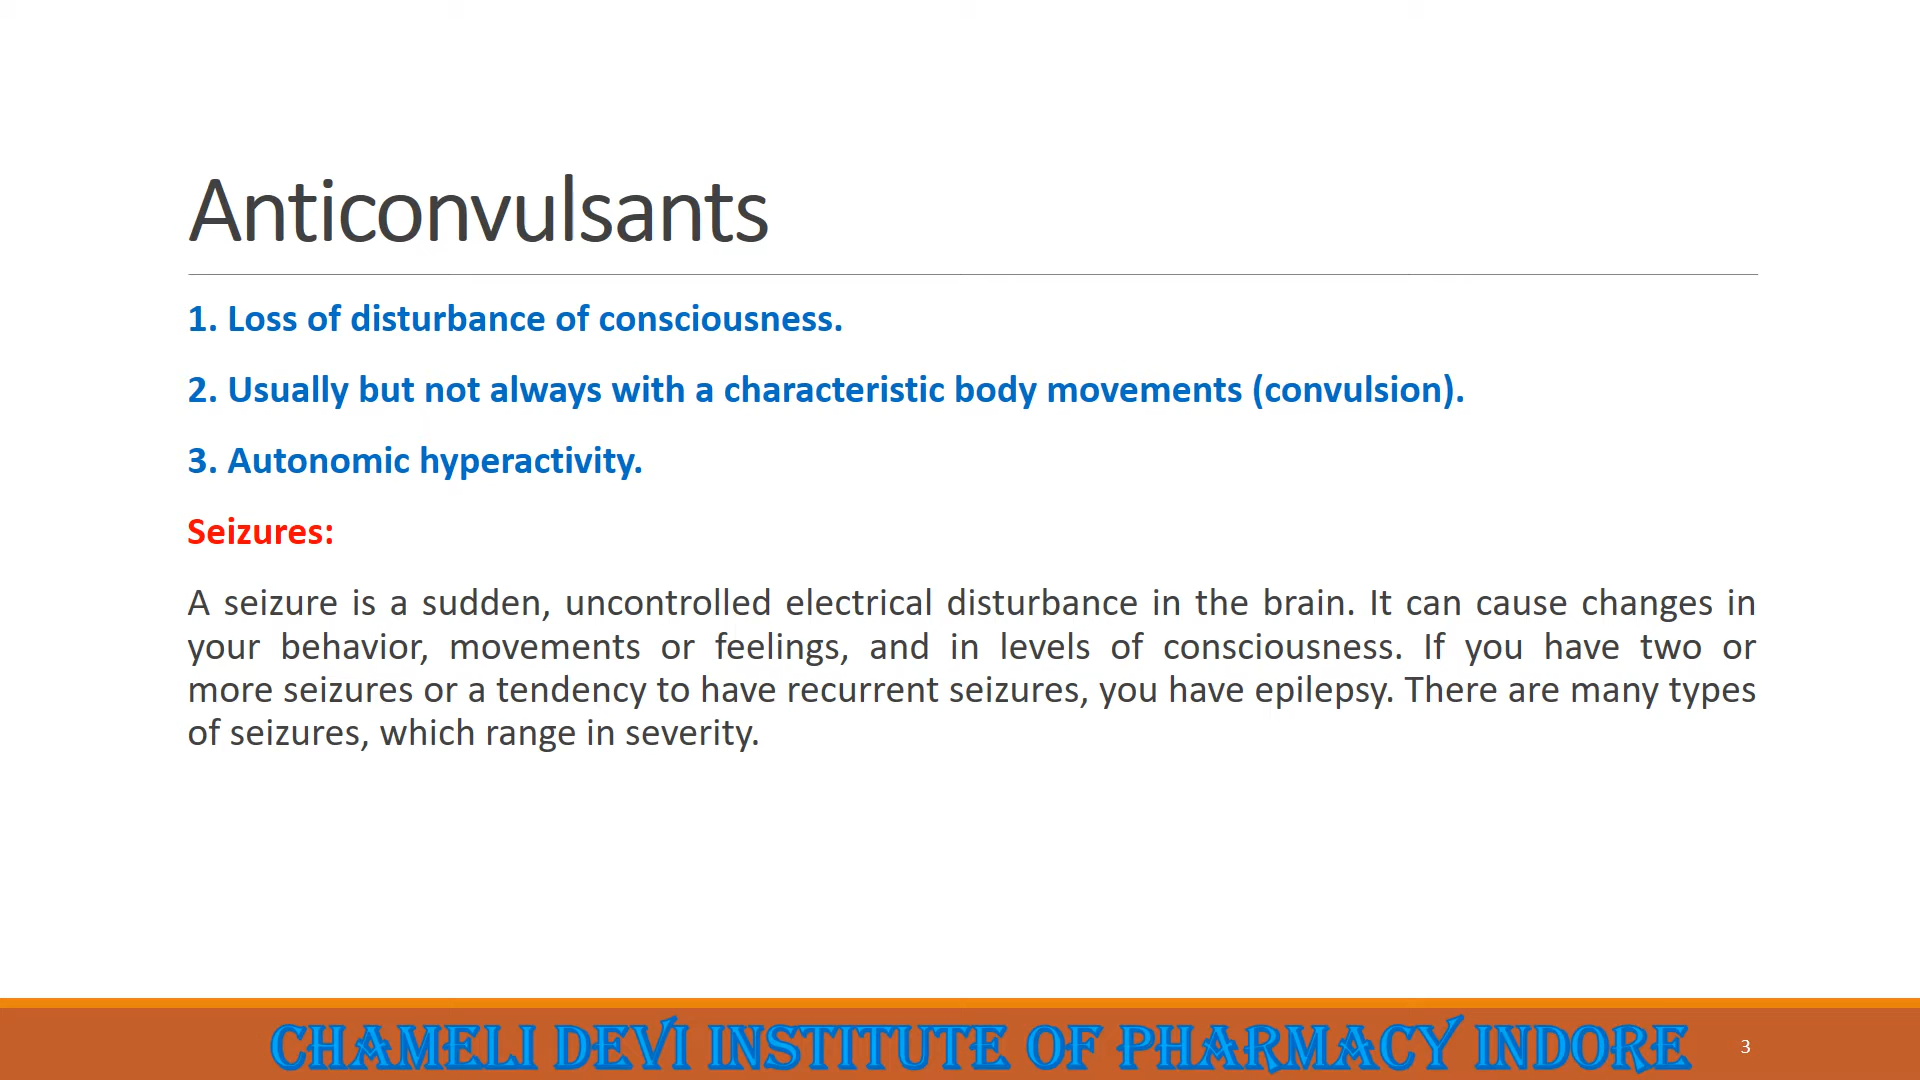 Anticonvulsants
1. Loss of disturbance of consciousness.
2. Usually but not always with a characteristic body movements (convulsion).
3. Autonomic hyperactivity.
Seizures:
A seizure is a sudden, uncontrolled electrical disturbance in the brain. It can cause changes in
your behavior, movements or feelings, and in levels of consciousness. If you have two or
more seizures or a tendency to have recurrent seizures, you have epilepsy. There are many types
of seizures, which range in severity.
CHAMELI DEVI INSTITUTE OF PHARMACY INDORE
3